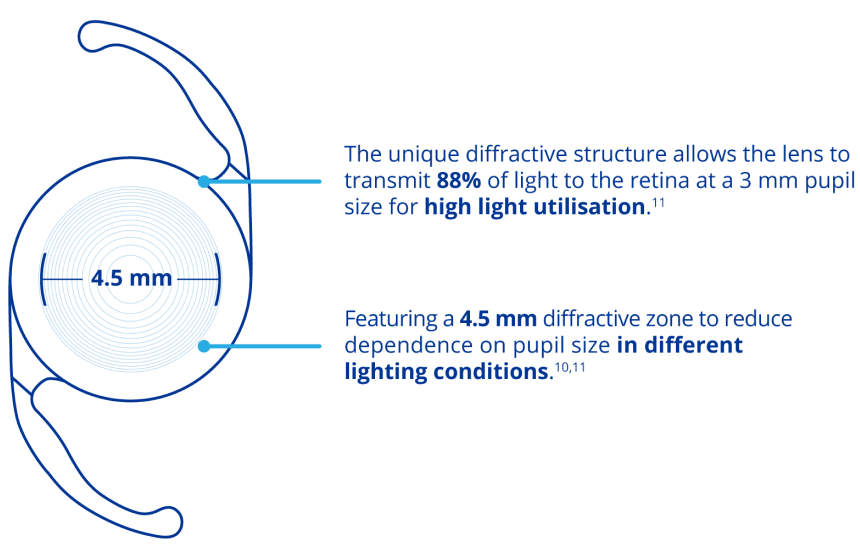 The unique diffractive structure allows the lens to
transmit 88% of light to the retina at a 3 mm pupil
size for high light utilisation.11
4.5 mm
Featuring a 4.5 mm diffractive zone to reduce
dependence on pupil size in different
lighting conditions.10,11